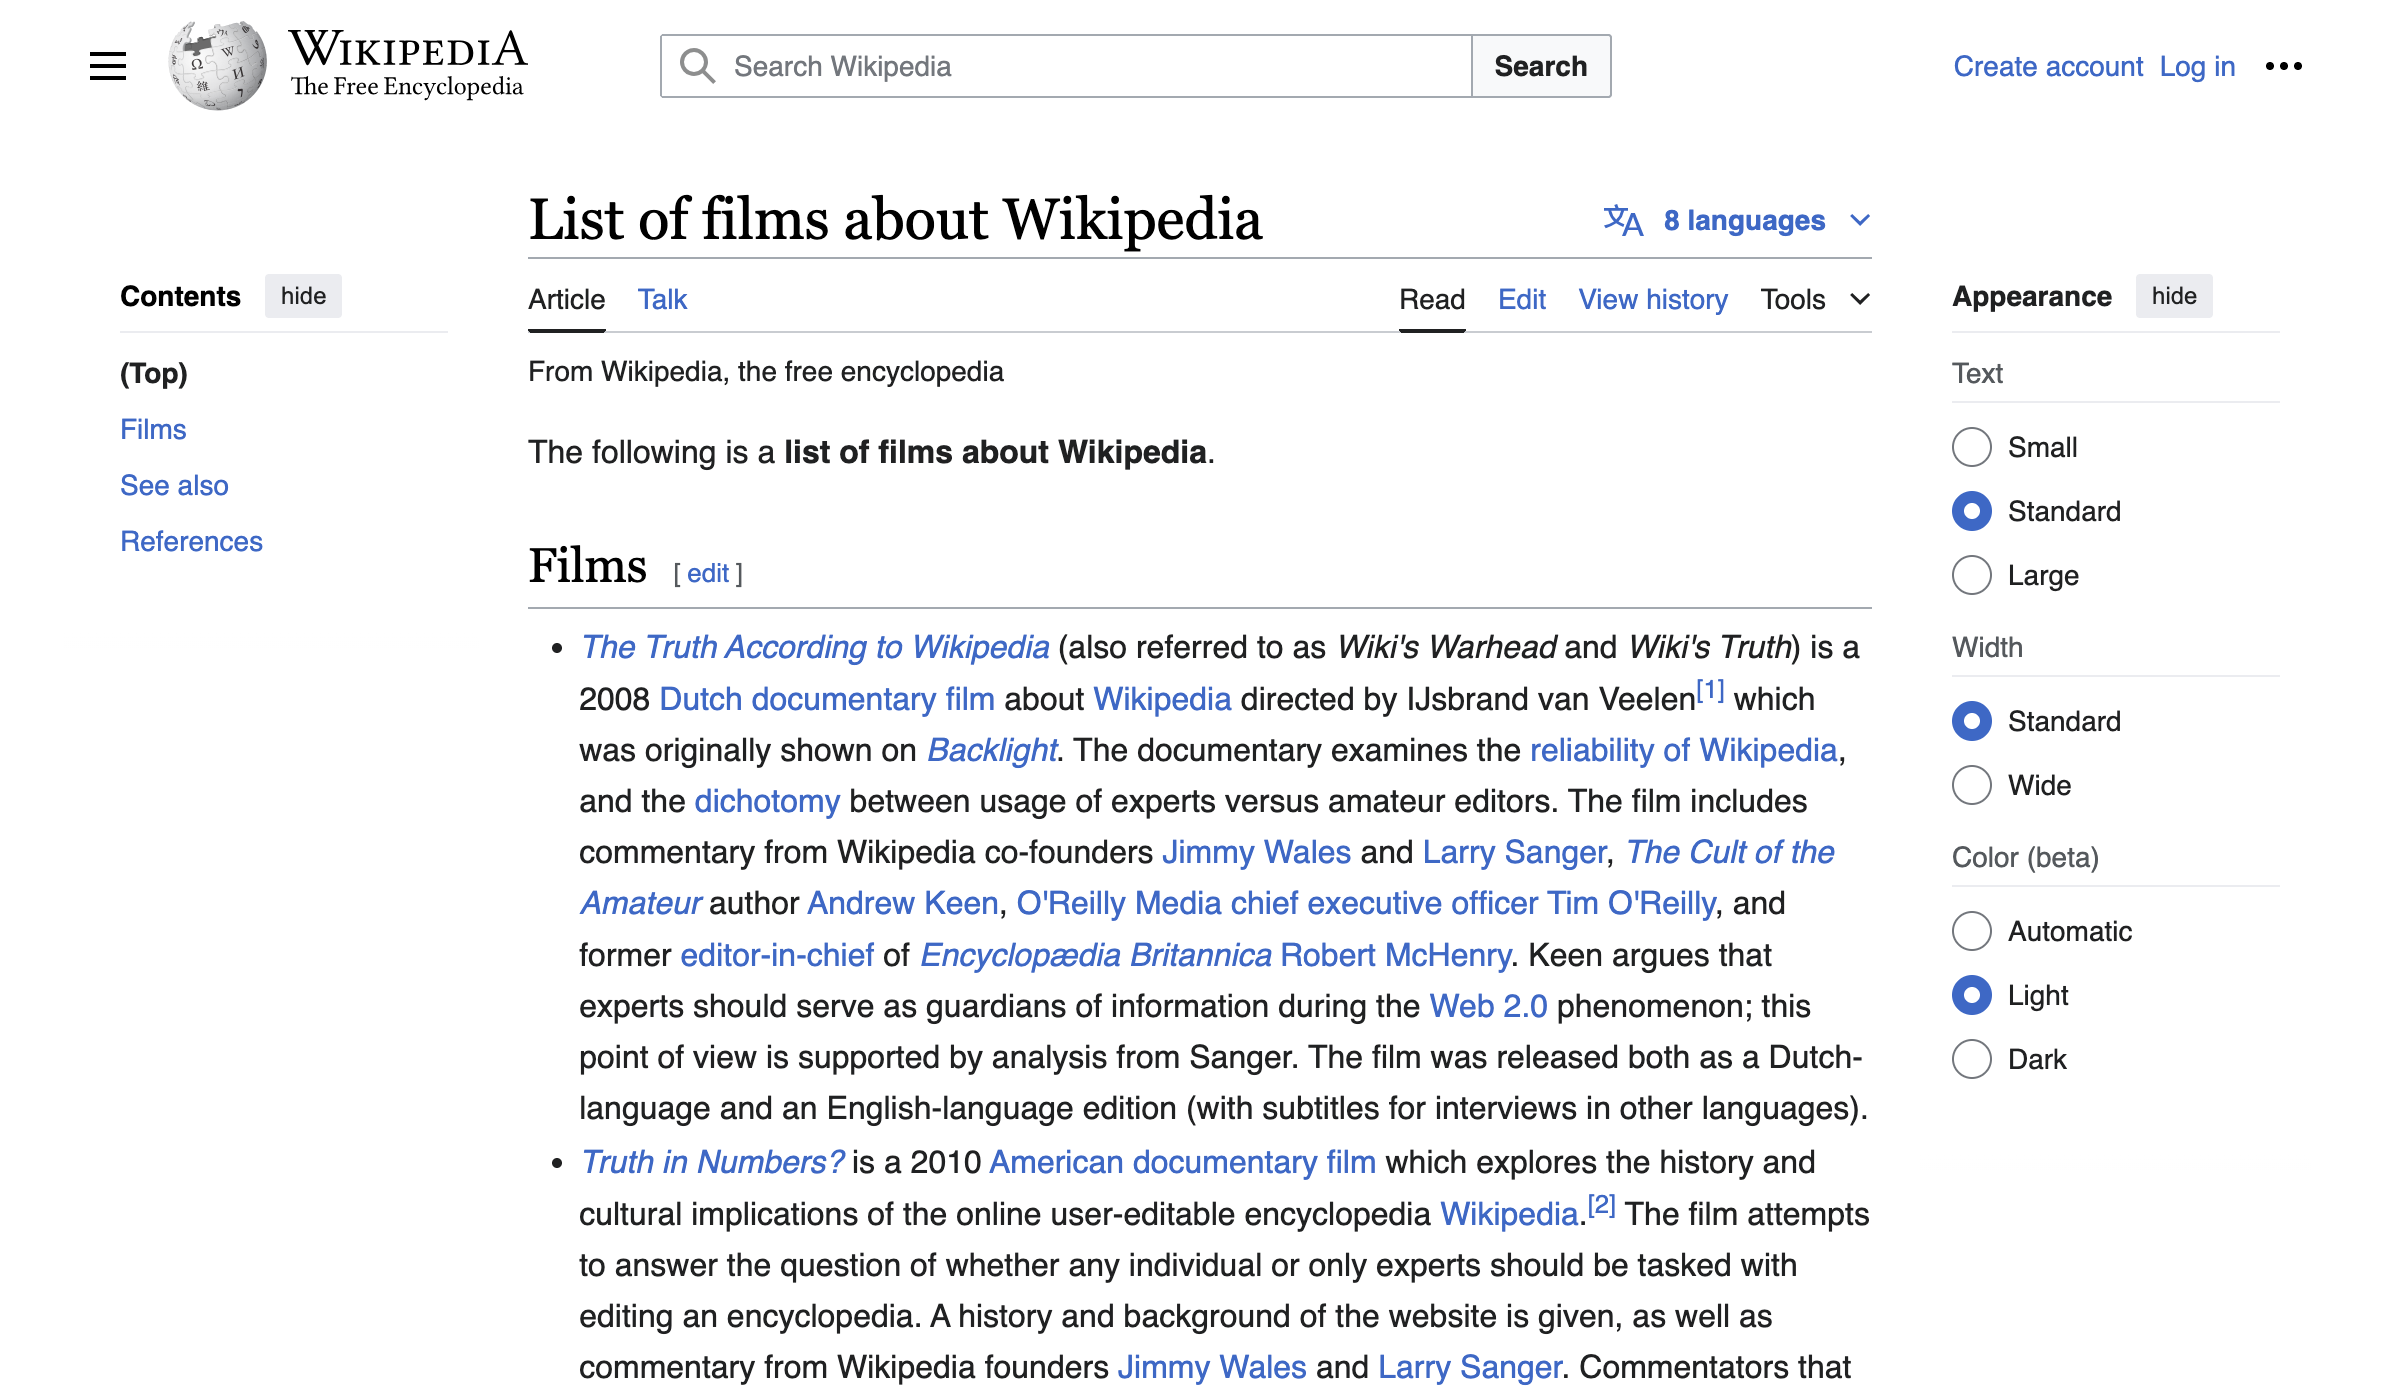 WIKIPEDIA
The Free Encyclopedia
Search Wikipedia
Search
Create account Log in
List of films about Wikipedia
8 languages
Contents hide
(Top)
Films
See also
References
Article Talk Read Edit View history Tools
From Wikipedia, the free encyclopedia
The following is a list of films about Wikipedia.
Films [ edit ]
• The Truth According to Wikipedia (also referred to as Wiki's Warhead and Wiki's Truth) is a
2008 Dutch documentary film about Wikipedia directed by IJsbrand van Veelen[1] which
was originally shown on Backlight. The documentary examines the reliability of Wikipedia,
and the dichotomy between usage of experts versus amateur editors. The film includes
commentary from Wikipedia co-founders Jimmy Wales and Larry Sanger, The Cult of the
Amateur author Andrew Keen, O'Reilly Media chief executive officer Tim O'Reilly, and
former editor-in-chief of Encyclopædia Britannica Robert McHenry. Keen argues that
experts should serve as guardians of information during the Web 2.0 phenomenon; this
point of view is supported by analysis from Sanger. The film was released both as a Dutch-
language and an English-language edition (with subtitles for interviews in other languages).
• Truth in Numbers? is a 2010 American documentary film which explores the history and
cultural implications of the online user-editable encyclopedia Wikipedia.[2] The film attempts
to answer the question of whether any individual or only experts should be tasked with
editing an encyclopedia. A history and background of the website is given, as well as
commentary from Wikipedia founders Jimmy Wales and Larry Sanger. Commentators that
Appearance hide
Text
Small
Standard
Large
Width
Standard
Wide
Color (beta)
Automatic
Light
Dark